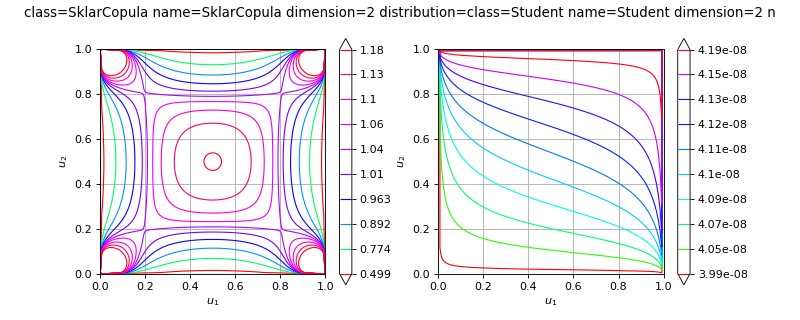 class=SklarCopula name=SklarCopula dimension=2 distribution=class=Student name=Student dimension=2 n
1.0
0.8
0.6
0.4
0.2
0.0
u₂
0.0 0.2 0.4 0.6 0.8 1.0
u₁
1.18
1.13
1.1
1.06
1.04
1.01
0.963
0.892
0.774
0.499
1.0
0.8
0.6
0.4
0.2
0.0
u₂
0.0 0.2 0.4 0.6 0.8 1.0
u₁
4.19e-08
4.15e-08
4.13e-08
4.12e-08
4.11e-08
4.1e-08
4.09e-08
4.07e-08
4.05e-08
3.99e-08